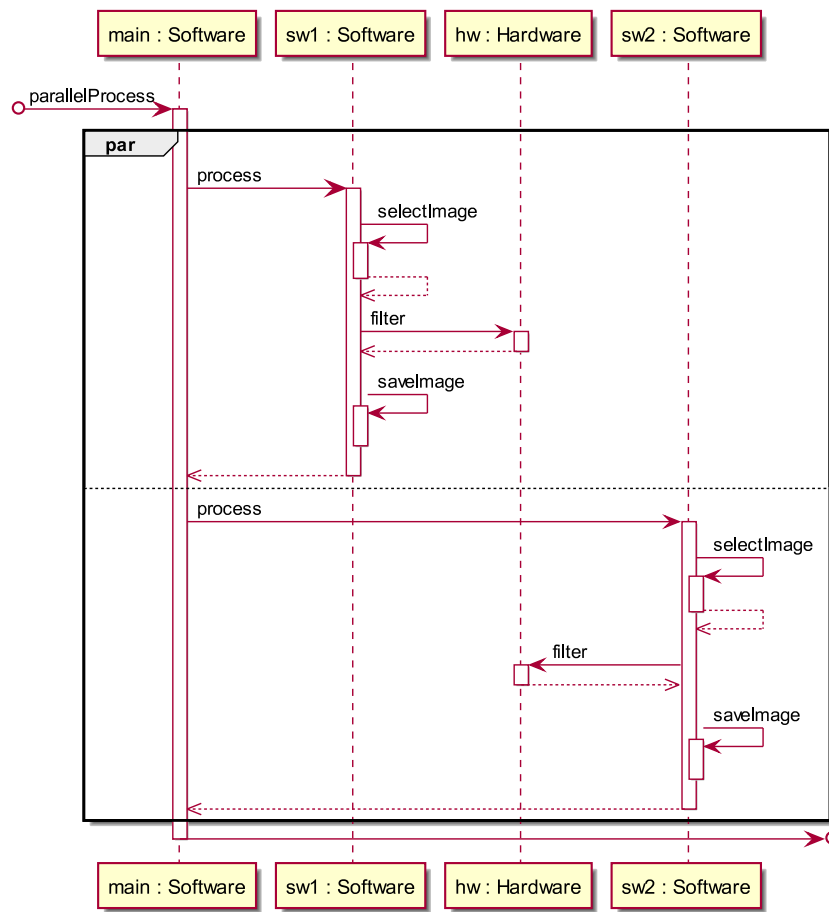 main : Software
sw1 : Software
hw : Hardware
sw2 : Software
parallelProcess
par
process
selectImage
filter
saveImage
process
selectImage
filter
saveImage
main : Software
sw1 : Software
hw : Hardware
sw2 : Software